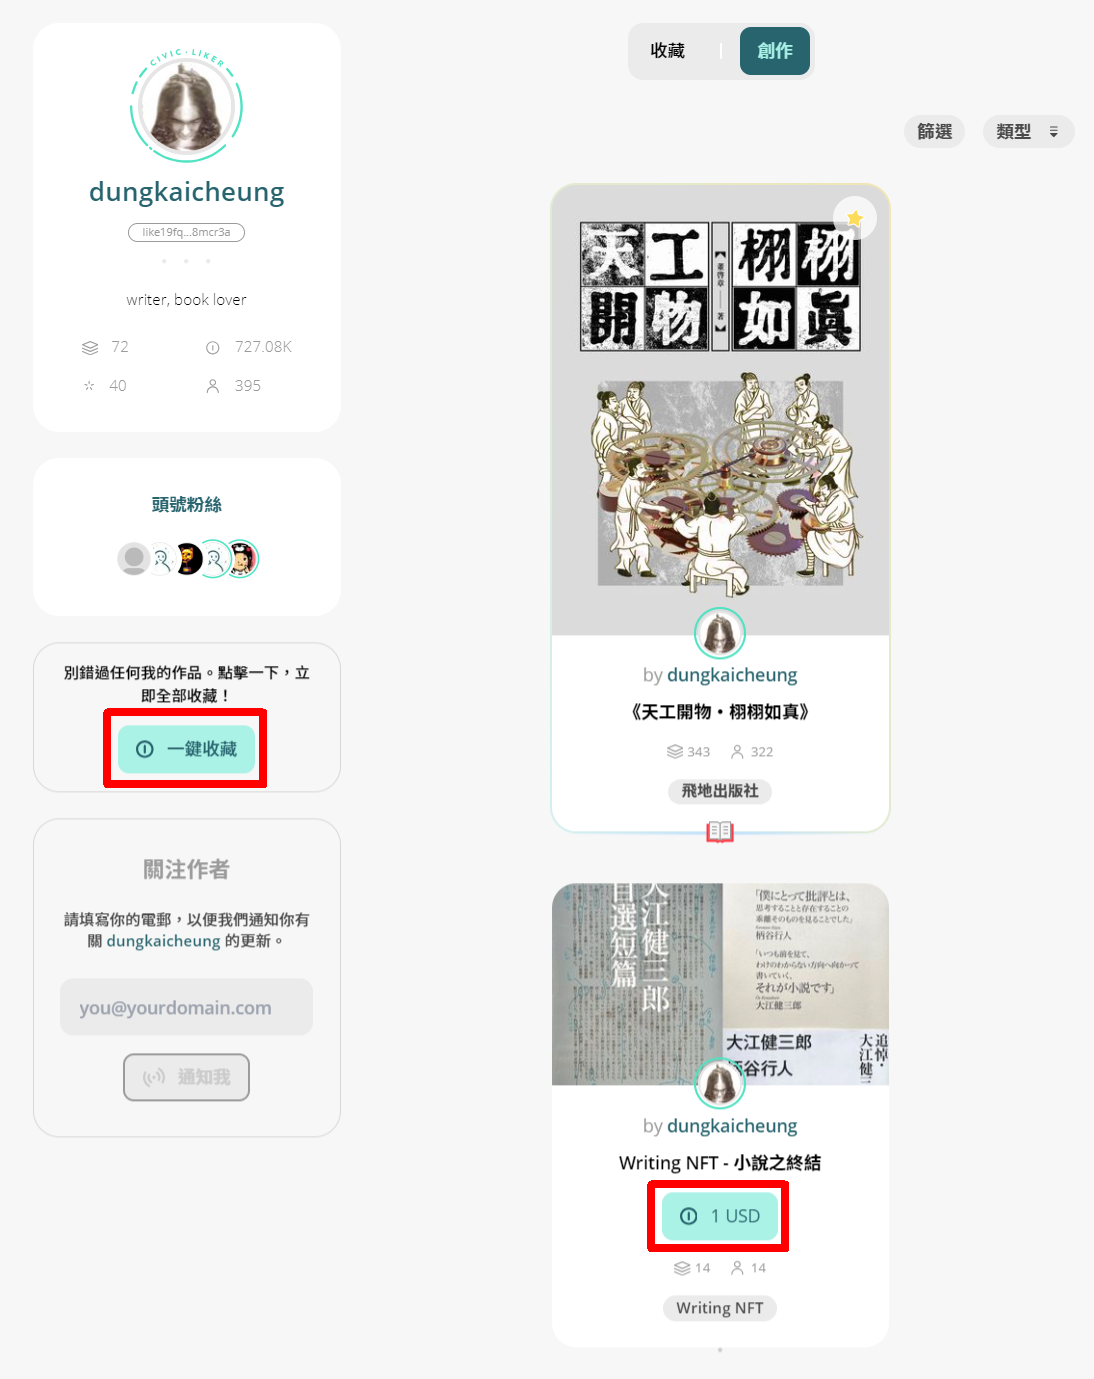 CIVIC-LIKER
dungkaicheung
like19fq...8mcr3a
writer, book lover
72
727.08K
40
395
頭號粉絲
別錯過任何我的作品。點擊一下，立
即全部收藏！
一鍵收藏
關注作者
請填寫你的電郵，以便我們通知你有
關 dungkaicheung 的更新。
you@yourdomain.com
通知我
收藏
創作
篩選
類型
天工開物
【董啓章——著】
栩栩如眞
by dungkaicheung
《天工開物・栩栩如真》
343
322
飛地出版社
大江健三郎
自選短篇
「僕にとって批評とは、
思考することと存在することの
乖離そのものを見ることでした」
柄谷行人
「いつも前を見て、
わけのわからない方向へ向かって
書いていく、
それが小説です」
大江健三郎
大江健三郎
柄谷行人
追悼・
大江健三
by dungkaicheung
Writing NFT - 小說之終結
1 USD
14
14
Writing NFT